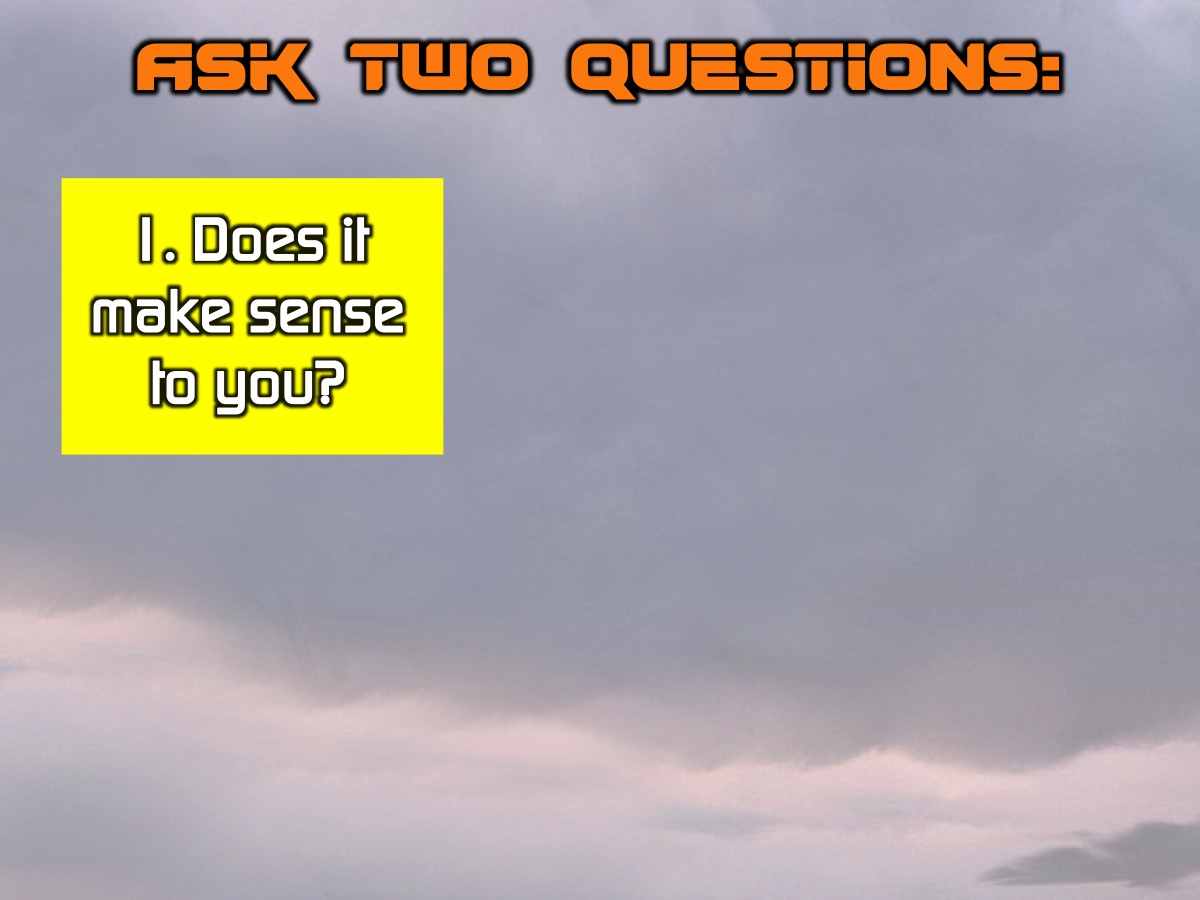 ASK TWO QUESTIONS:
1. Does it
make sense
to you?